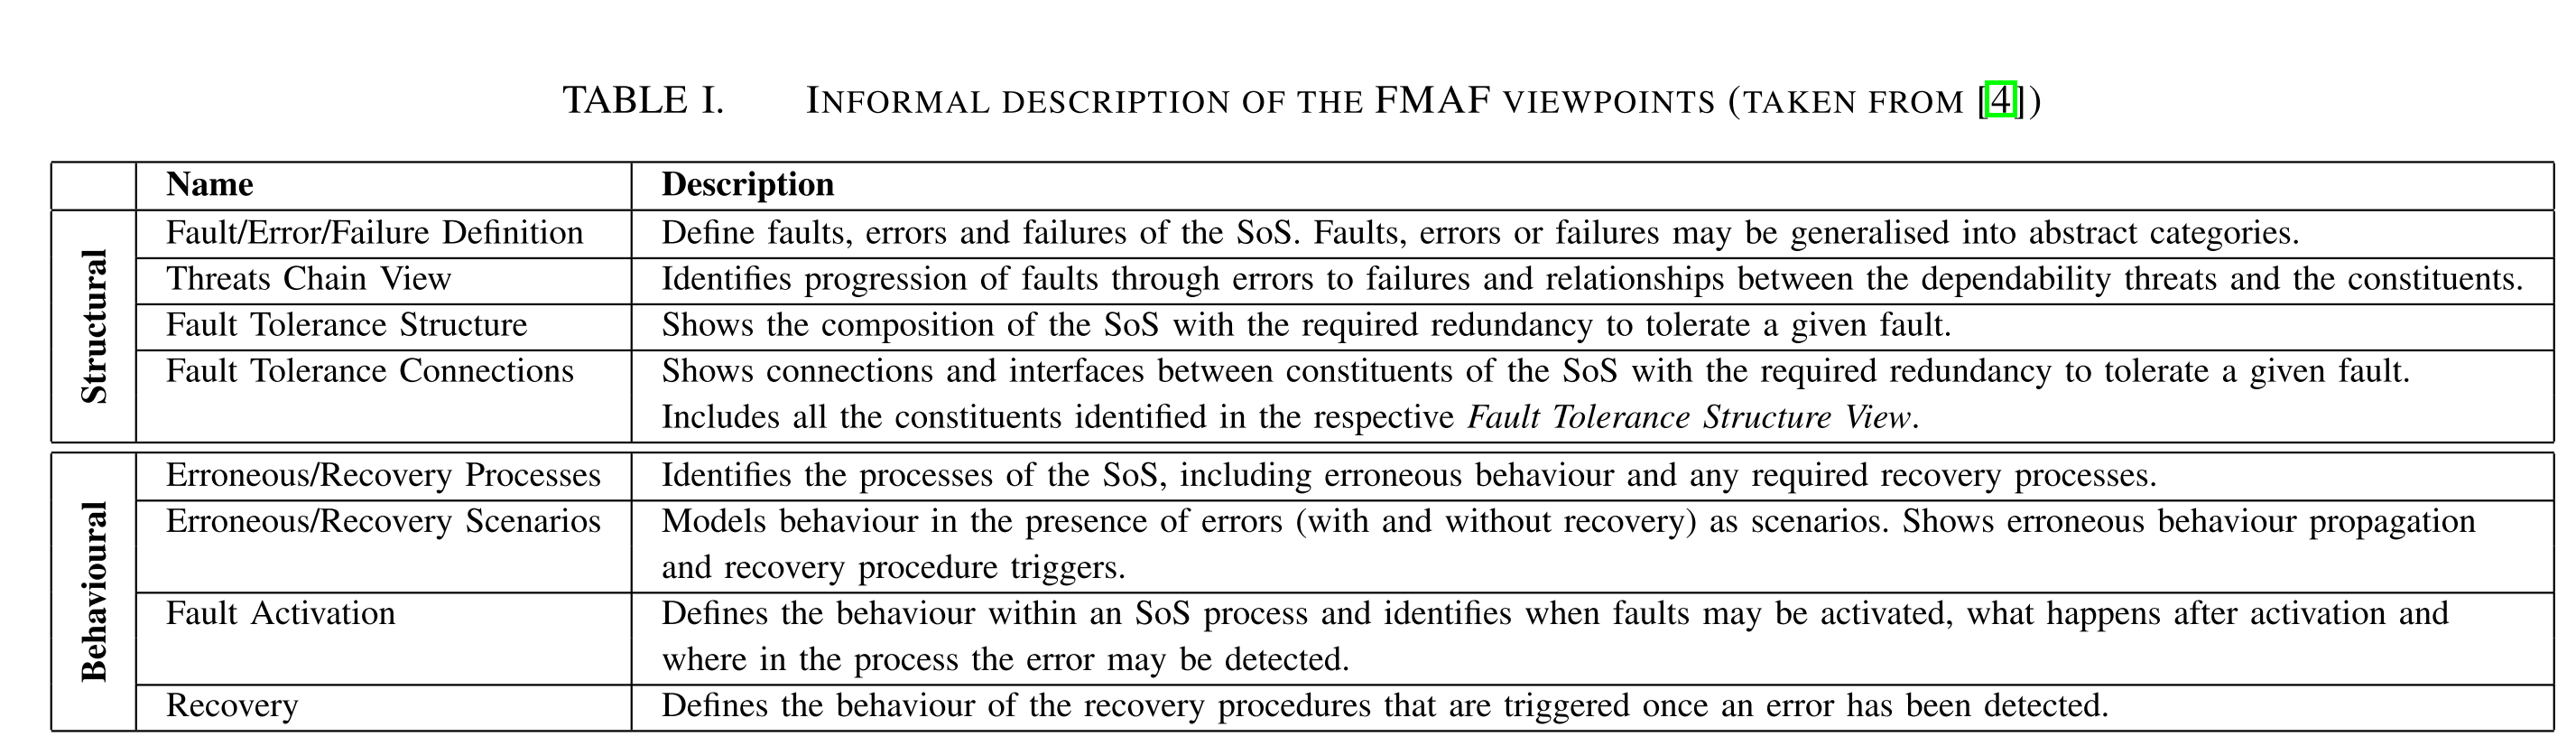 TABLE I. INFORMAL DESCRIPTION OF THE FMAF VIEWPOINTS (TAKEN FROM [4])
Name Description
Structural
Fault/Error/Failure Definition Define faults, errors and failures of the SoS. Faults, errors or failures may be generalised into abstract categories.
Threats Chain View Identifies progression of faults through errors to failures and relationships between the dependability threats and the constituents.
Fault Tolerance Structure Shows the composition of the SoS with the required redundancy to tolerate a given fault.
Fault Tolerance Connections Shows connections and interfaces between constituents of the SoS with the required redundancy to tolerate a given fault.
Includes all the constituents identified in the respective Fault Tolerance Structure View.
Behavioural
Erroneous/Recovery Processes Identifies the processes of the SoS, including erroneous behaviour and any required recovery processes.
Erroneous/Recovery Scenarios Models behaviour in the presence of errors (with and without recovery) as scenarios. Shows erroneous behaviour propagation
and recovery procedure triggers.
Fault Activation Defines the behaviour within an SoS process and identifies when faults may be activated, what happens after activation and
where in the process the error may be detected.
Recovery Defines the behaviour of the recovery procedures that are triggered once an error has been detected.